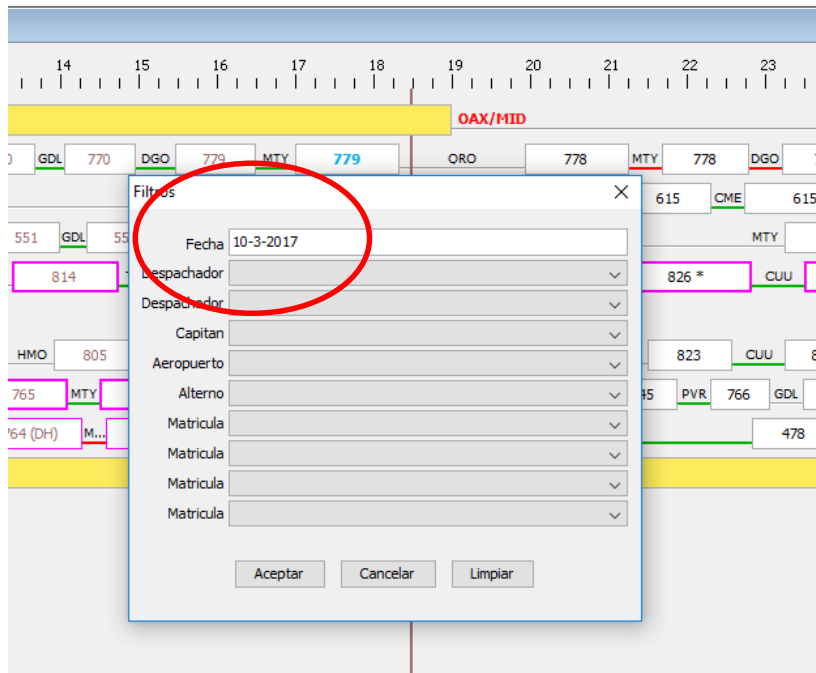 14 15 16 17 18 19 20 21 22 23
OAX/MID
GDL 770 DGO 779 MTY 779 QRO 778 MTY 778 DGO
Filtros
615 CME 615
551 GDL 55 MTY
Fecha 10-3-2017
814 826 * CUU
Despachador
Despachador
Capitan
HMO 805 823 CUU
Aeropuerto
765 MTY PVR 766 GDL
Alterno
Matricula
764 (DH) M... 478
Matricula
Matricula
Matricula
Aceptar Cancelar Limpiar